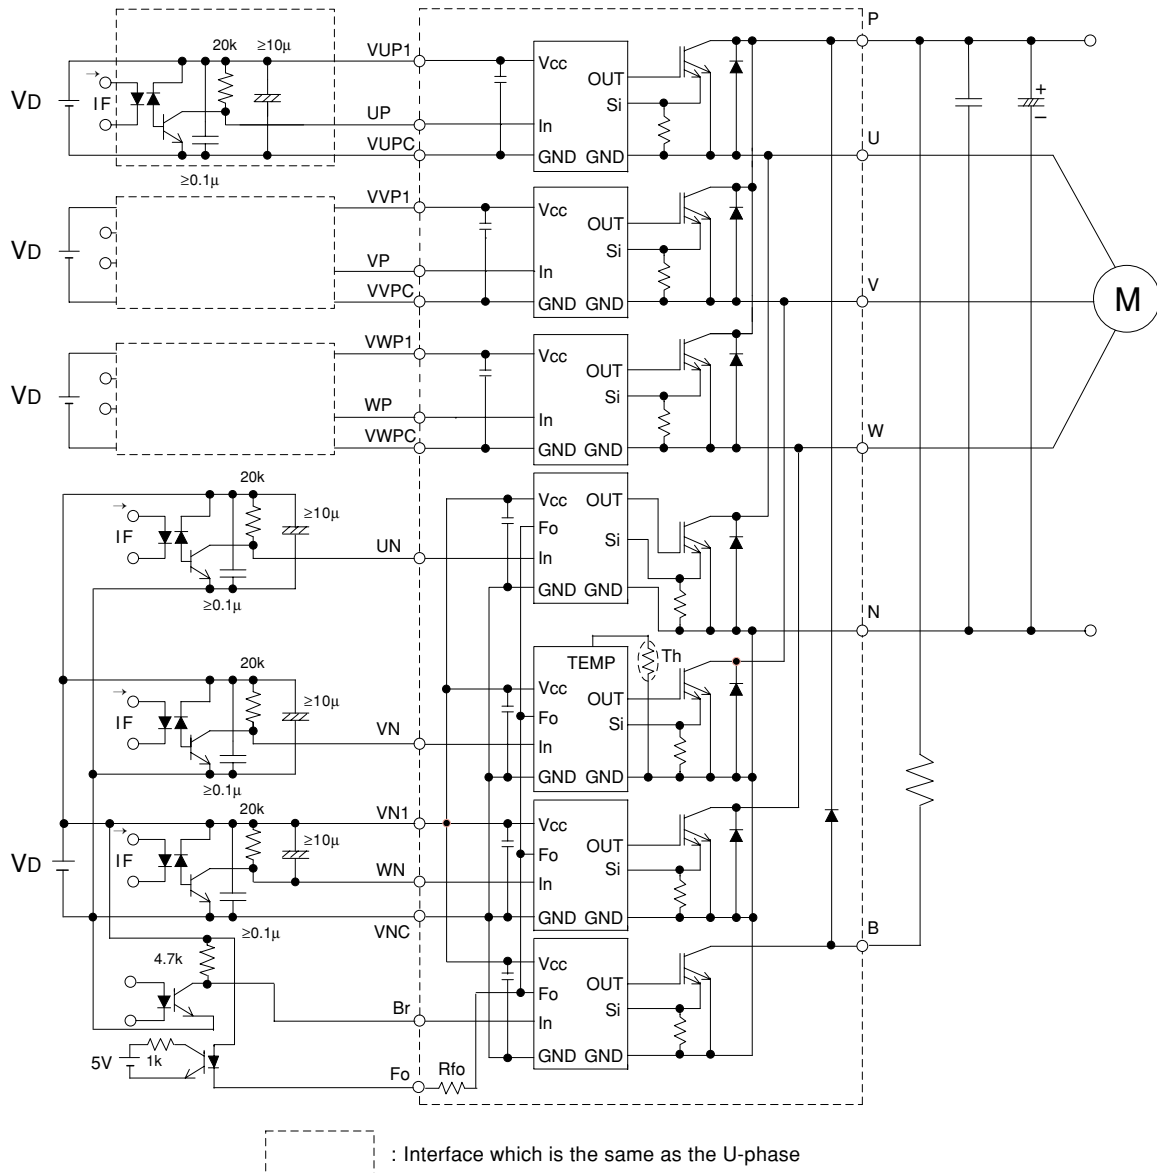 P
20k
≥10µ
VUP1
Vcc
OUT
+
VD
→
IF
Si
–
UP
In
U
VUPC
GND GND
≥0.1µ
VVP1
Vcc
OUT
VD
Si
VP
In
V
VVPC
GND GND
M
VWP1
Vcc
OUT
VD
Si
WP
In
W
VWPC
GND GND
20k
Vcc OUT
→
≥10µ
Fo
IF
Si
UN
In
GND GND
≥0.1µ
N
TEMP
Th
20k
Vcc
→
≥10µ
OUT
IF
Fo
Si
VN
In
GND GND
≥0.1µ
20k
VN1
Vcc
→
≥10µ
OUT
VD
IF
Fo
Si
WN
In
GND GND
VNC
≥0.1µ
B
4.7k
Vcc
OUT
Fo
Si
Br
In
5V
1k
GND GND
Fo
Rfo
: Interface which is the same as the U-phase